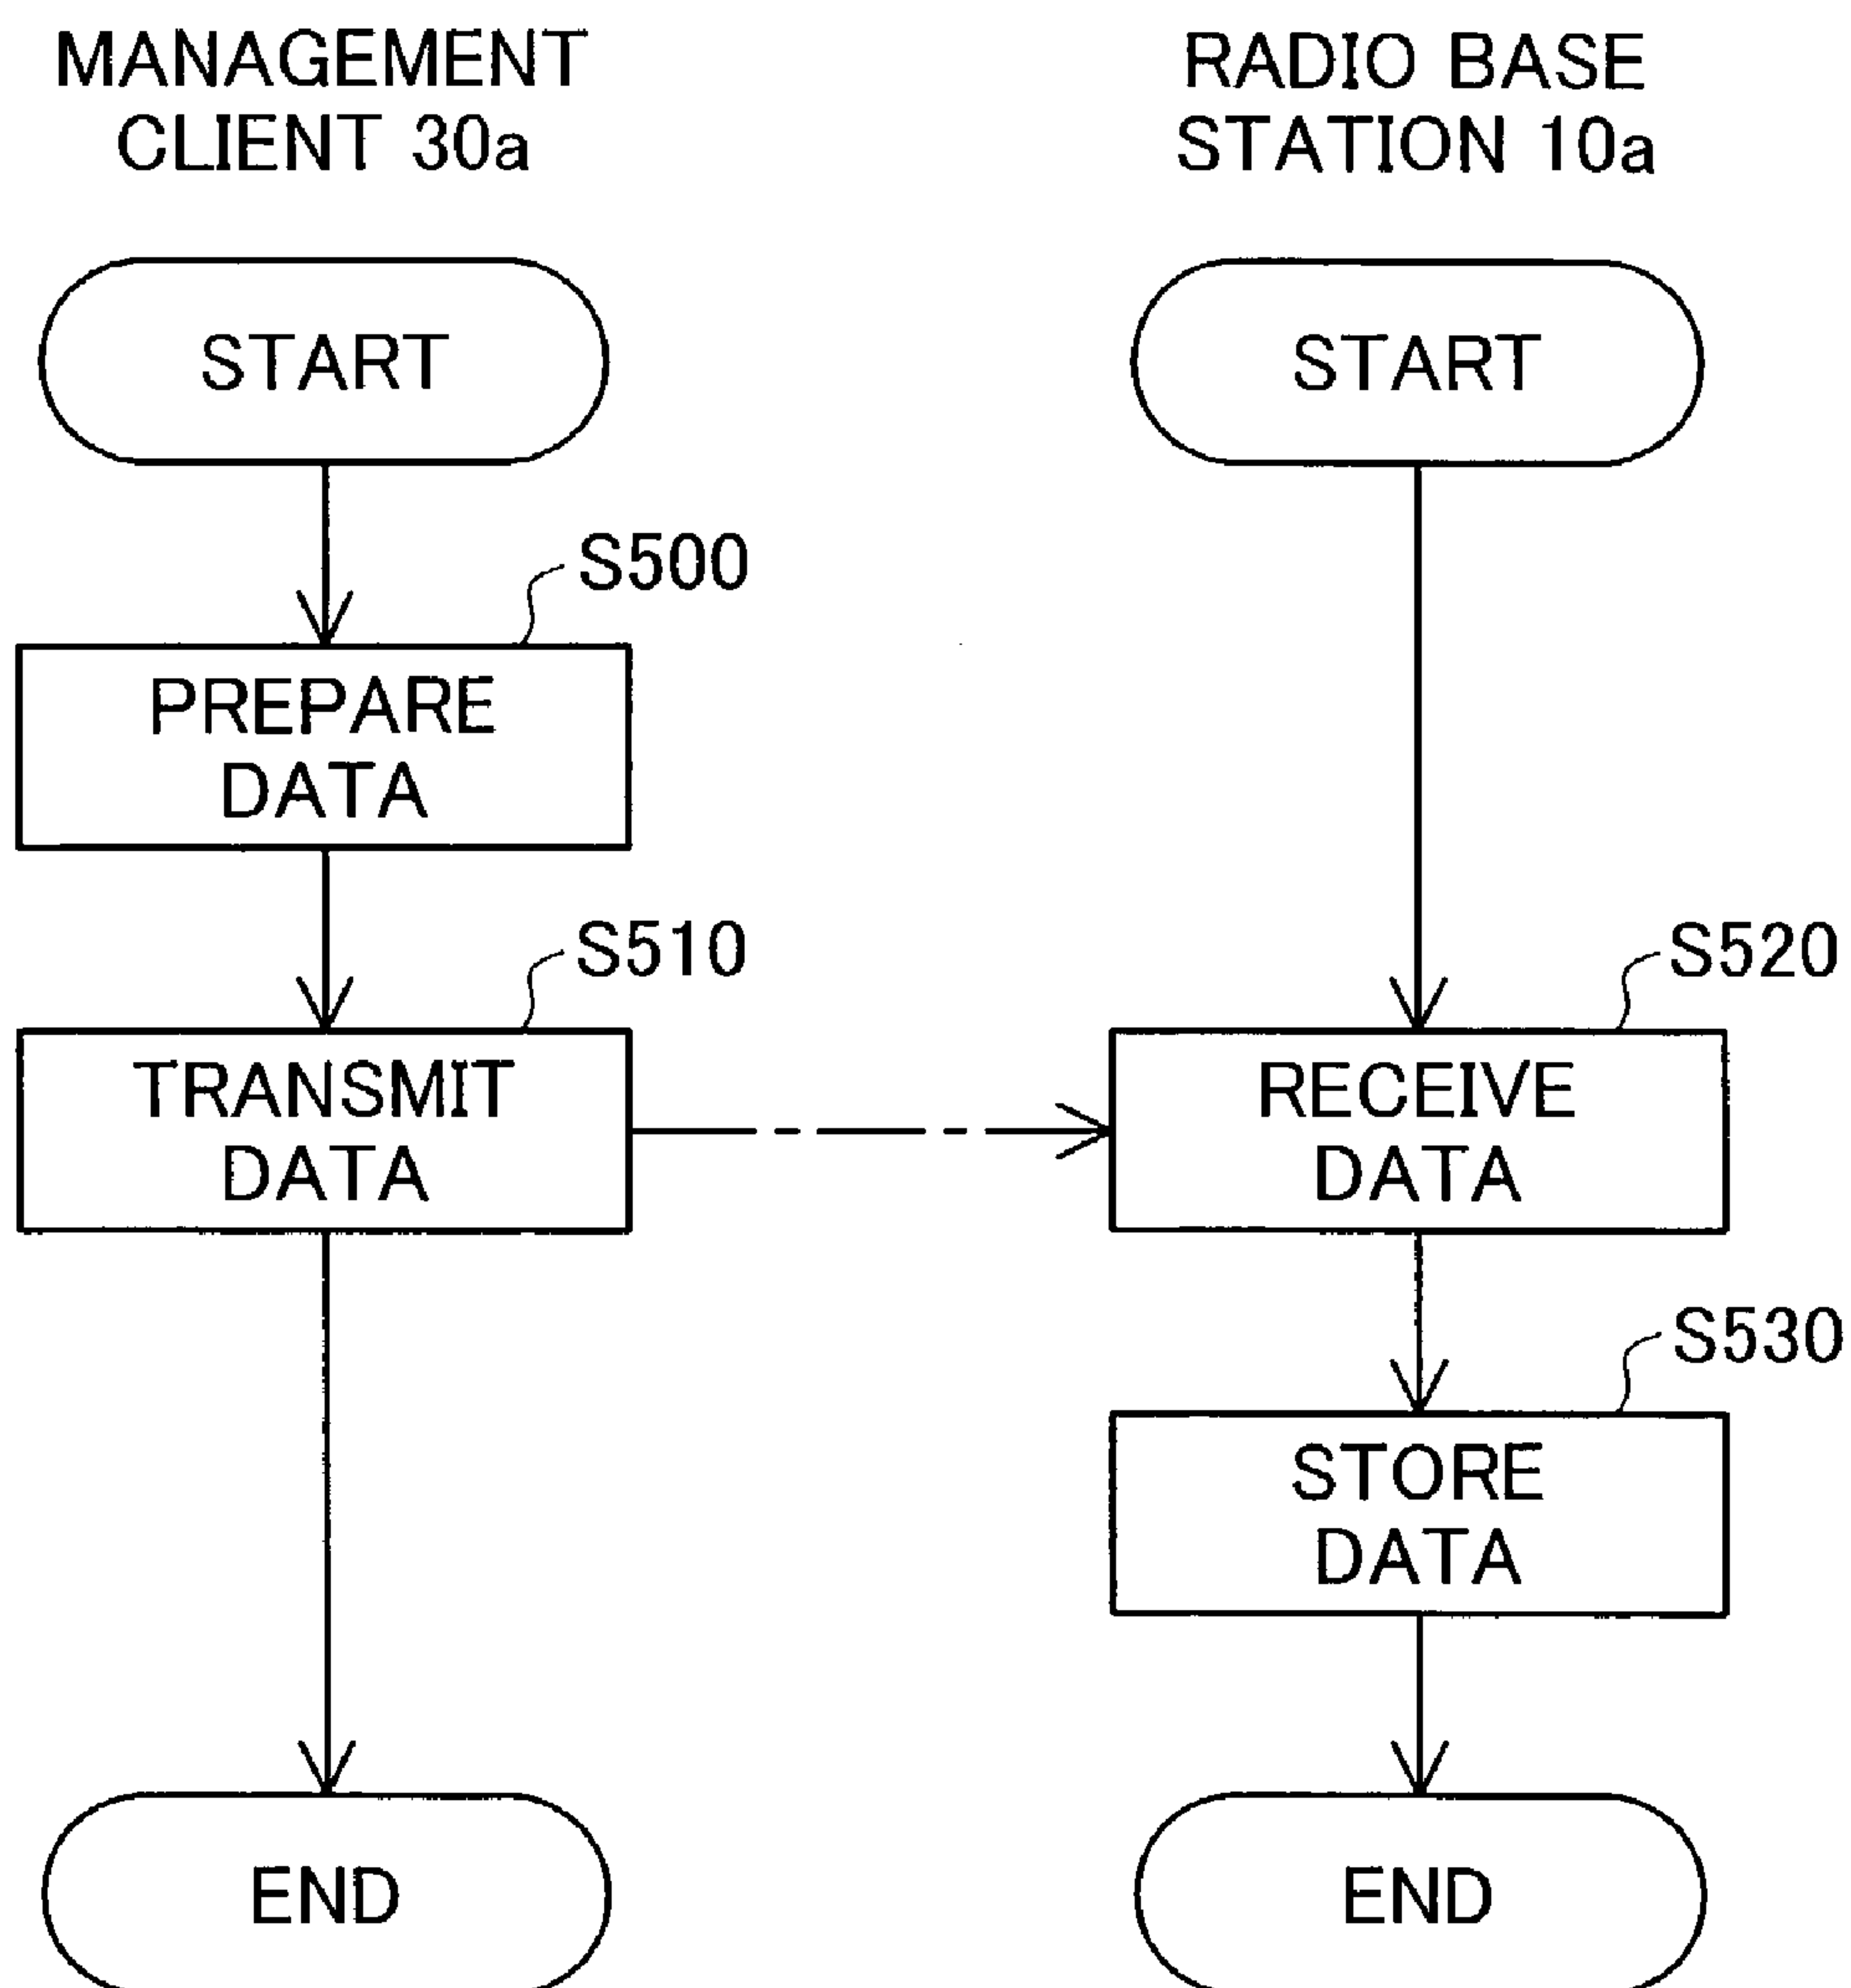 MANAGEMENT
CLIENT 30a
START
S500
PREPARE
DATA
S510
TRANSMIT
DATA
END
RADIO BASE
STATION 10a
START
S520
RECEIVE
DATA
S530
STORE
DATA
END